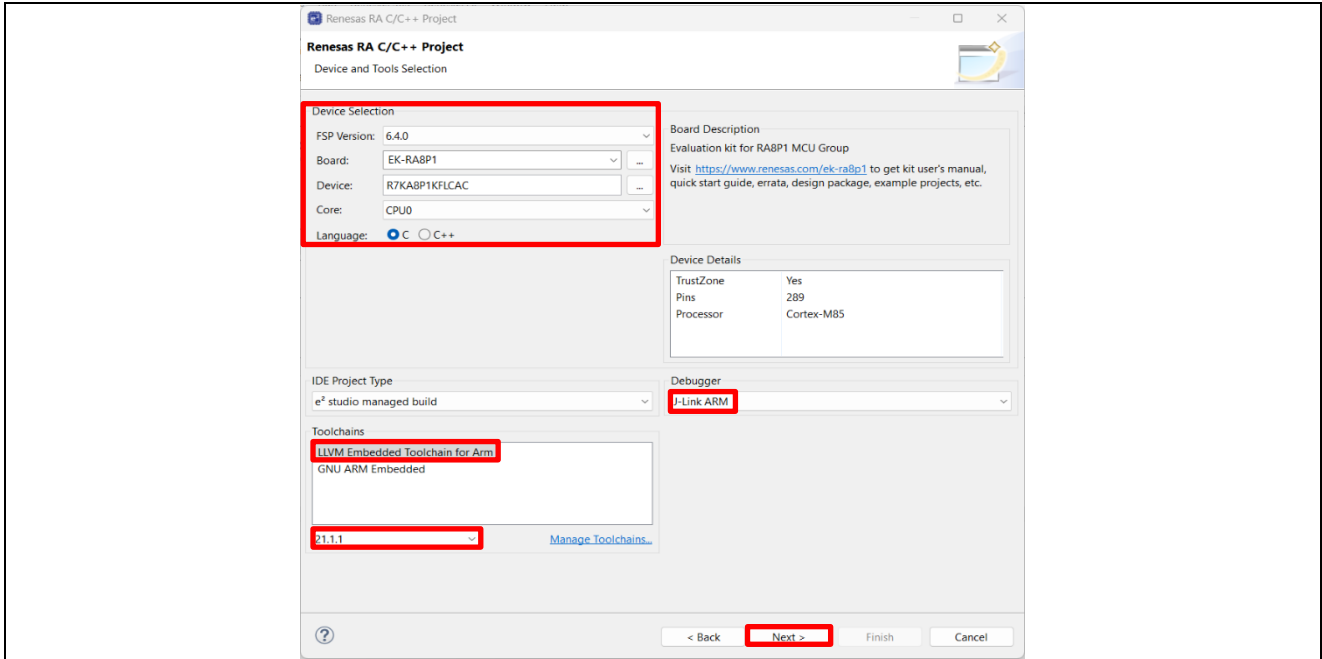 Renesas RA C/C++ Project
Renesas RA C/C++ Project
Device and Tools Selection
Device Selection
FSP Version: 6.4.0
Board: EK-RA8P1 ...
Device: R7KA8P1KFLCAC ...
Core: CPU0
Language: C C++
Board Description
Evaluation kit for RA8P1 MCU Group
Visit https://www.renesas.com/ek-ra8p1 to get kit user's manual,
quick start guide, errata, design package, example projects, etc.
Device Details
TrustZone Yes
Pins 289
Processor Cortex-M85
IDE Project Type
e² studio managed build
Debugger
J-Link ARM
Toolchains
LLVM Embedded Toolchain for Arm
GNU ARM Embedded
21.1.1
Manage Toolchains...
? < Back Next > Finish Cancel